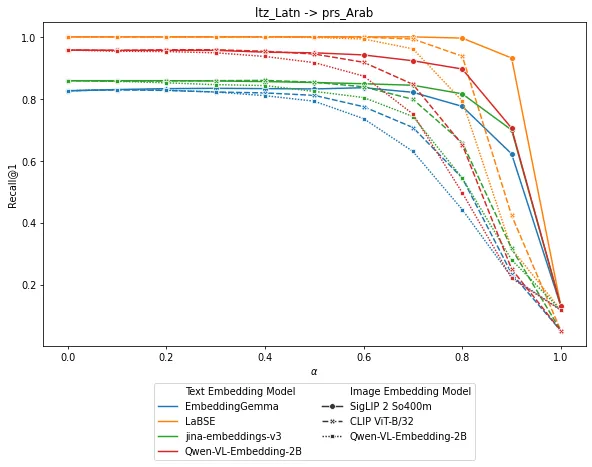 ltz_Latn -> prs_Arab
Recall@1
1.0
0.8
0.6
0.4
0.2
0.0
0.2
0.4
0.6
0.8
1.0
α
Text Embedding Model
EmbeddingGemma
LaBSE
jina-embeddings-v3
Qwen-VL-Embedding-2B
Image Embedding Model
SigLIP 2 So400m
CLIP ViT-B/32
Qwen-VL-Embedding-2B